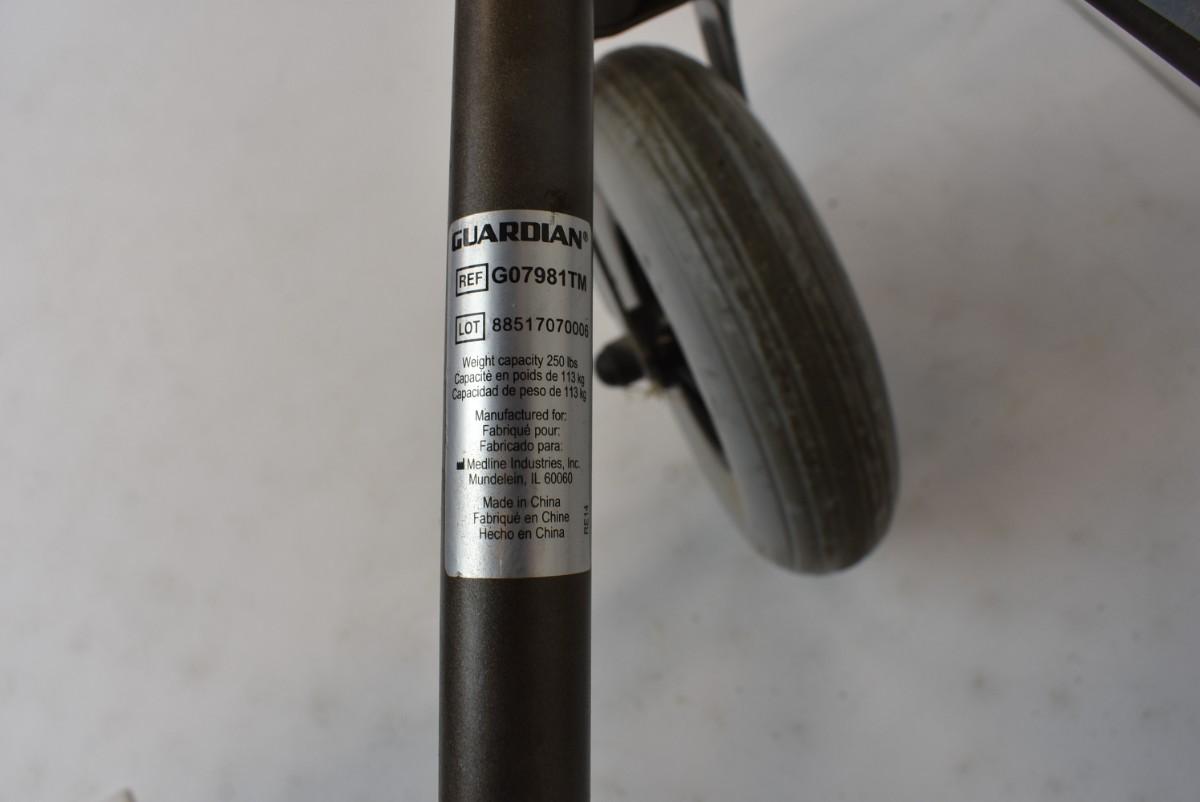 GUARDIAN®
REF G07981TM
LOT 88517070006
Weight capacity 250 lbs
Capacité en poids de 113 kg
Capacidad de peso de 113 kg
Manufactured for:
Fabriqué pour:
Fabricado para:
Medline Industries, Inc.
Mundelein, IL 60060
Made in China
Fabriqué en Chine
Hecho en China
RE14